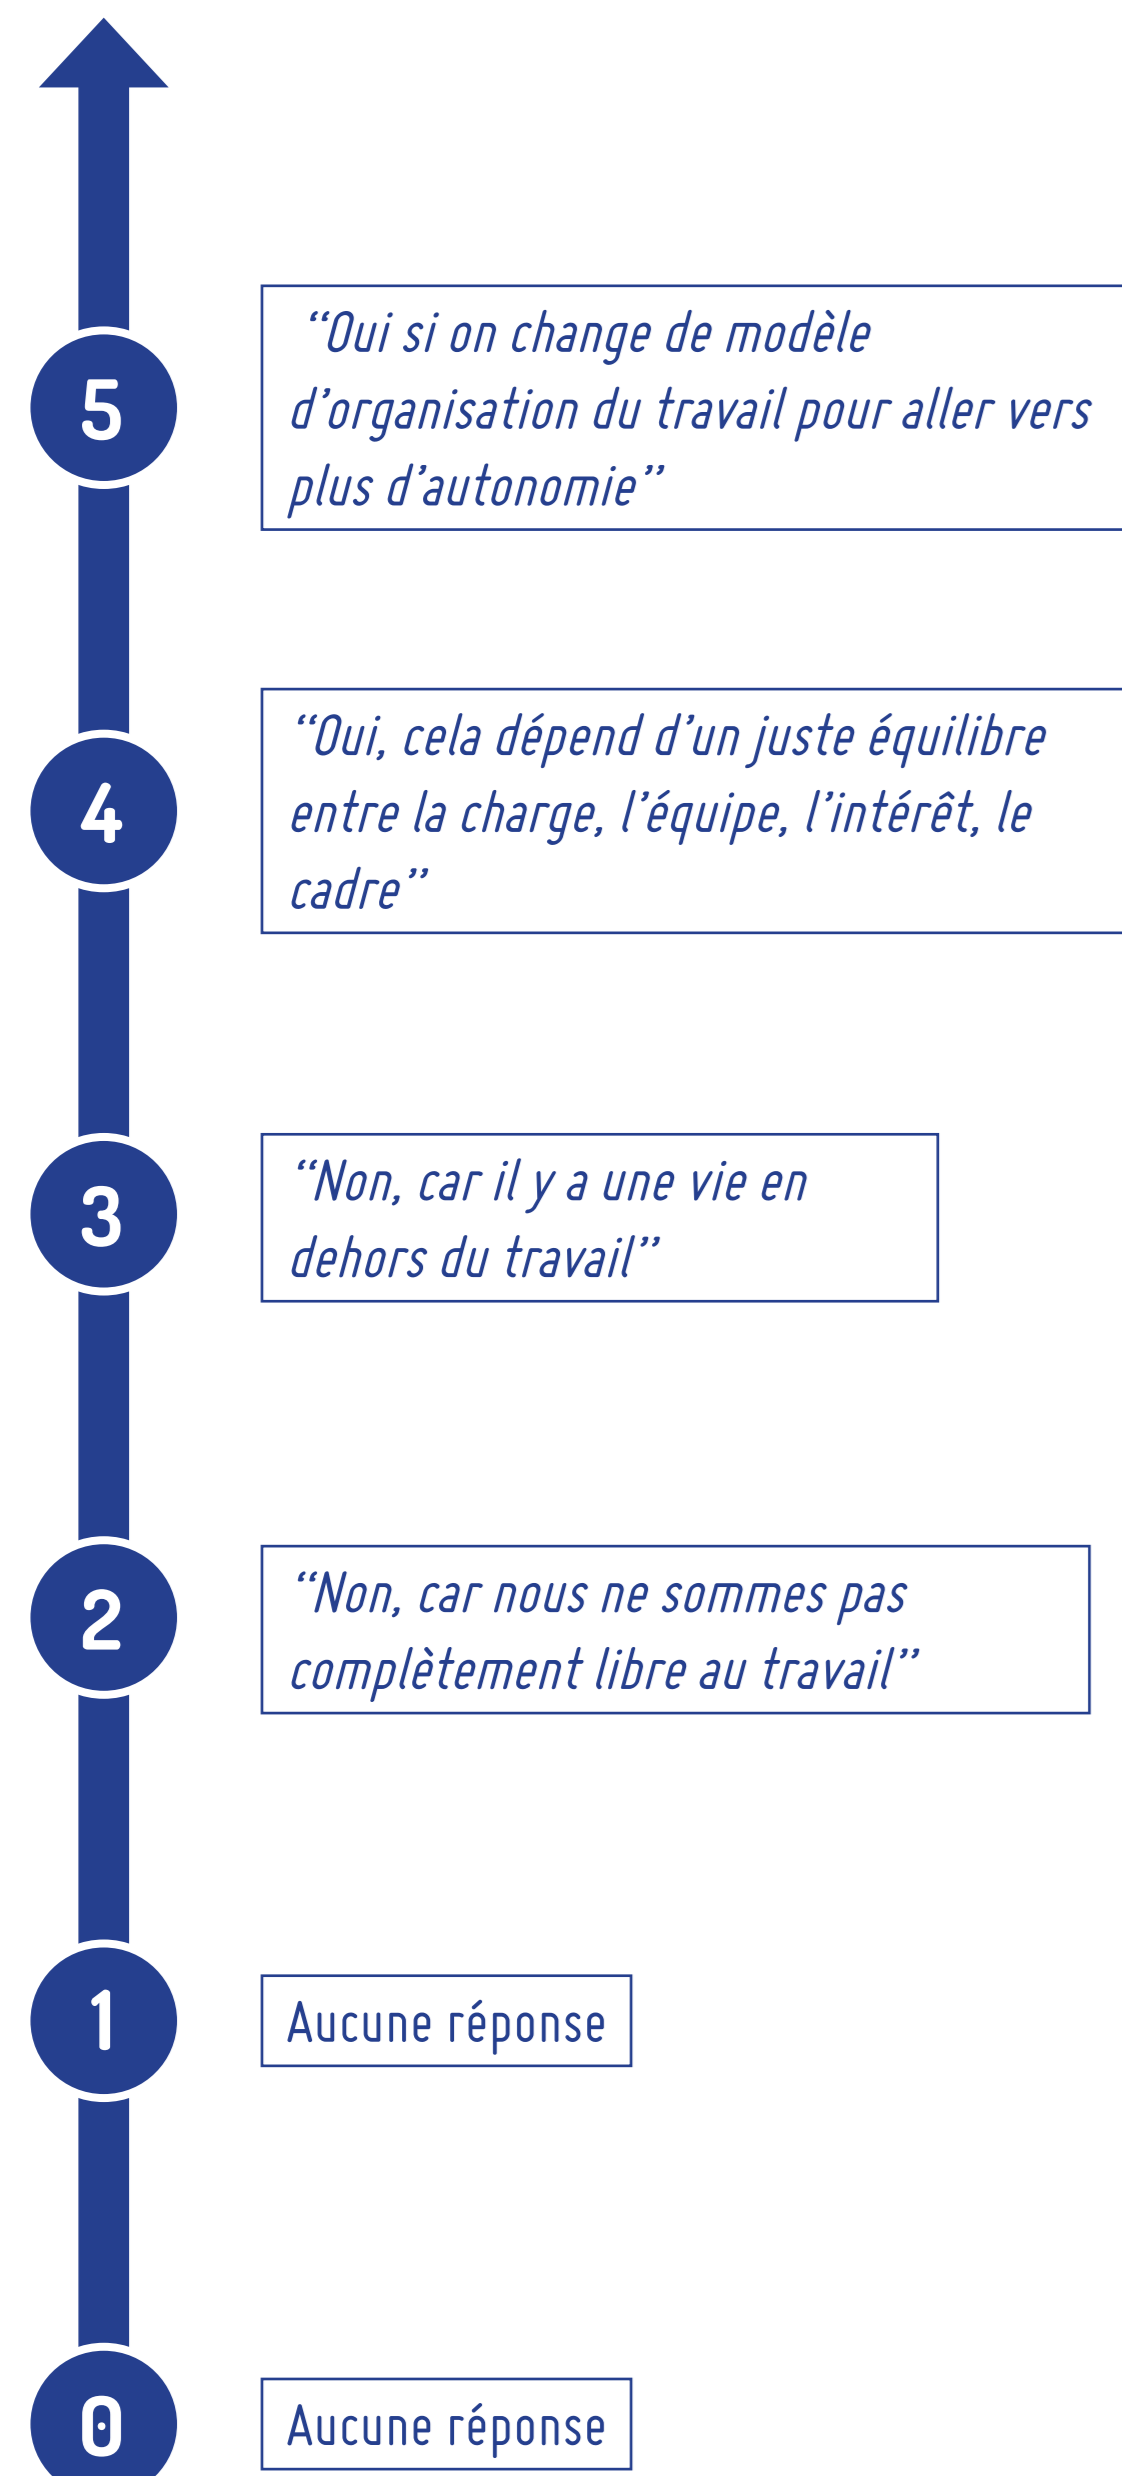 5
“Oui si on change de modèle
d’organisation du travail pour aller vers
plus d’autonomie”
4
“Oui, cela dépend d’un juste équilibre
entre la charge, l’équipe, l’intérêt, le
cadre”
3
“Non, car il y a une vie en
dehors du travail”
2
“Non, car nous ne sommes pas
complètement libre au travail”
1
Aucune réponse
0
Aucune réponse